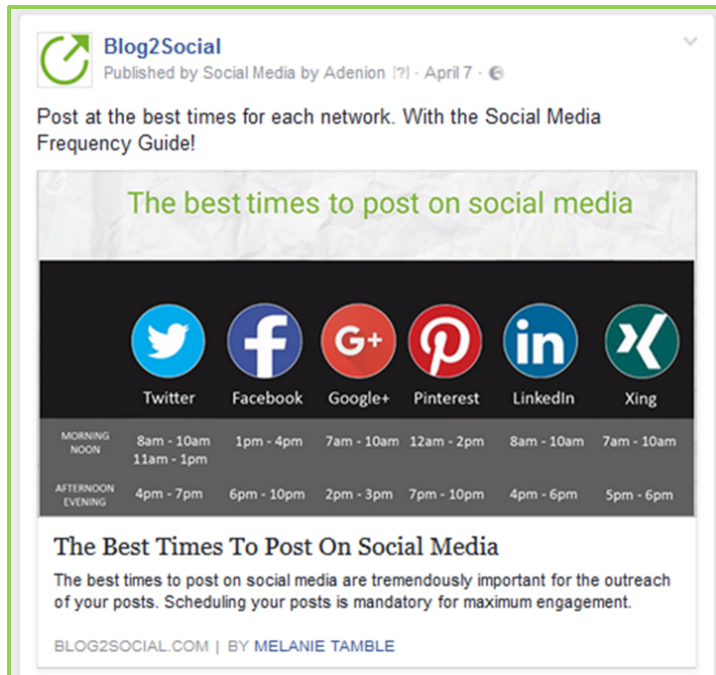 Blog2Social
Published by Social Media by Adenion [?] · April 7 ·
Post at the best times for each network. With the Social Media
Frequency Guide!
The best times to post on social media
G+ in
Twitter Facebook Google+ Pinterest LinkedIn Xing
MORNING NOON 8am - 10am 11am - 1pm 1pm - 4pm 7am - 10am 12am - 2pm 8am - 10am 7am - 10am
AFTERNOON EVENING 4pm - 7pm 6pm - 10pm 2pm - 3pm 7pm - 10pm 4pm - 6pm 5pm - 6pm
The Best Times To Post On Social Media
The best times to post on social media are tremendously important for the outreach
of your posts. Scheduling your posts is mandatory for maximum engagement.
BLOG2SOCIAL.COM | BY MELANIE TAMBLE